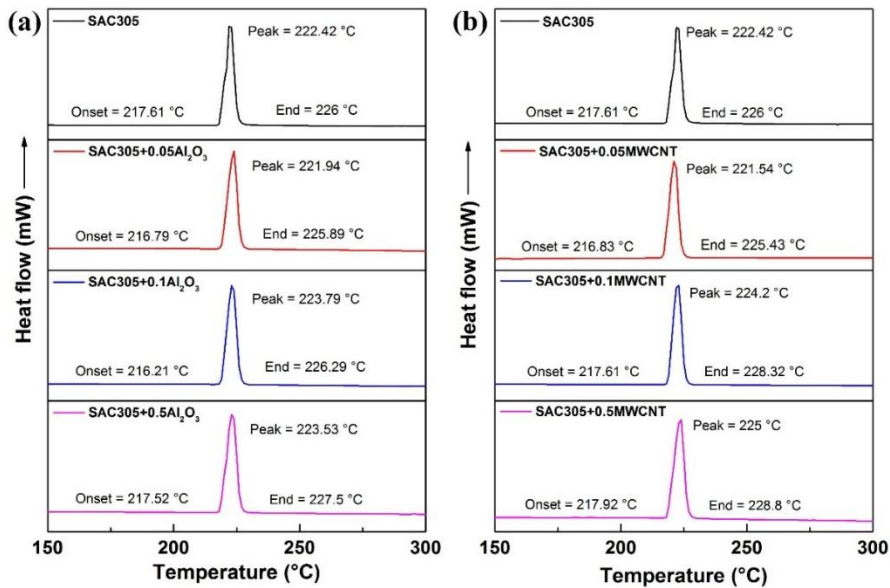 (a)
SAC305
Peak = 222.42 °C
Onset = 217.61 °C
End = 226 °C
SAC305+0.05Al₂O₃
Peak = 221.94 °C
Onset = 216.79 °C
End = 225.89 °C
SAC305+0.1Al₂O₃
Peak = 223.79 °C
Onset = 216.21 °C
End = 226.29 °C
SAC305+0.5Al₂O₃
Peak = 223.53 °C
Onset = 217.52 °C
End = 227.5 °C
Heat flow (mW)
150 200 250 300
Temperature (°C)
(b)
SAC305
Peak = 222.42 °C
Onset = 217.61 °C
End = 226 °C
SAC305+0.05MWCNT
Peak = 221.54 °C
Onset = 216.83 °C
End = 225.43 °C
SAC305+0.1MWCNT
Peak = 224.2 °C
Onset = 217.61 °C
End = 228.32 °C
SAC305+0.5MWCNT
Peak = 225 °C
Onset = 217.92 °C
End = 228.8 °C
Heat flow (mW)
150 200 250 300
Temperature (°C)